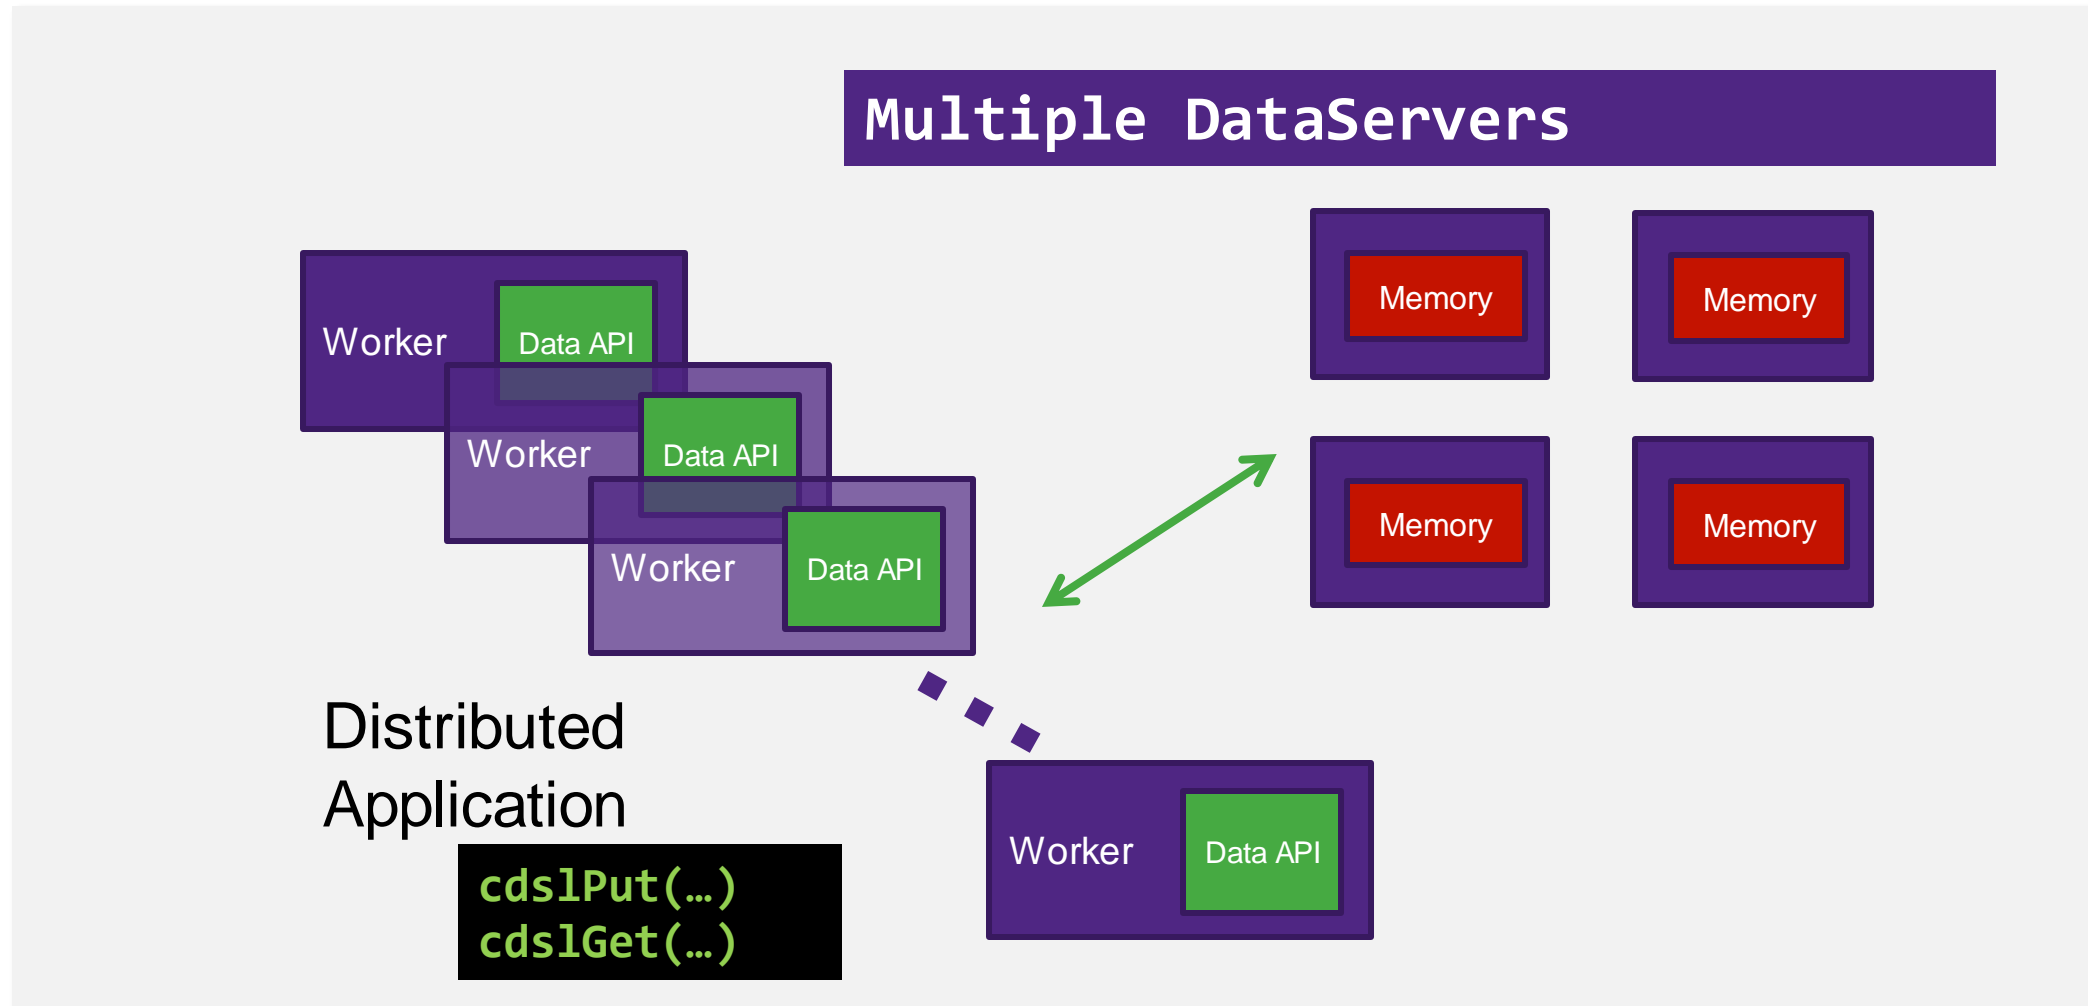 Multiple DataServers
Memory
Memory
Worker
Data API
Worker
Data API
Memory
Memory
Worker
Data API
Distributed
Application
Worker
Data API
cdslPut(…)
cdslGet(…)